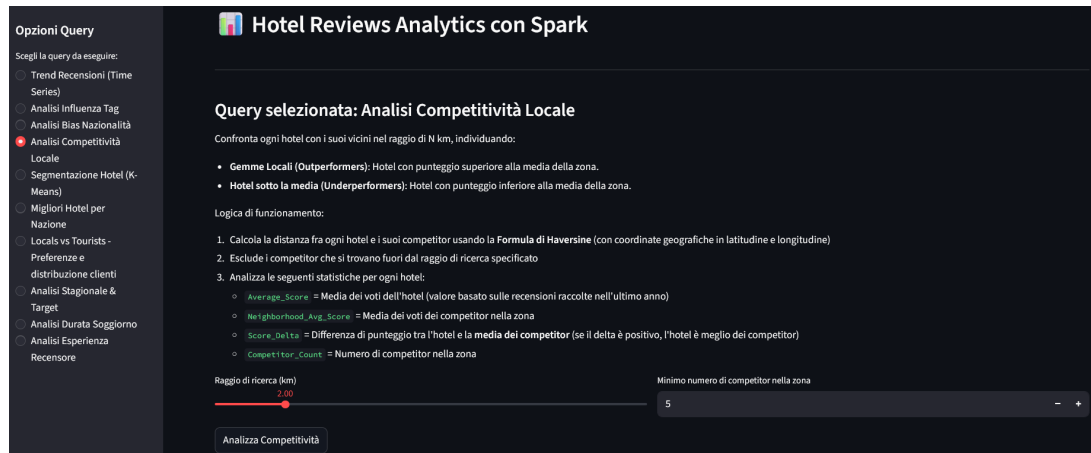 Opzioni Query
Scegli la query da eseguire:
Trend Recensioni (Time
Series)
Analisi Influenza Tag
Analisi Bias Nazionalità
Analisi Competitività
Locale
Segmentazione Hotel (K-
Means)
Migliori Hotel per
Nazione
Locals vs Tourists -
Preferenze e
distribuzione clienti
Analisi Stagionale &
Target
Analisi Durata Soggiorno
Analisi Esperienza
Recensore
Hotel Reviews Analytics con Spark
Query selezionata: Analisi Competitività Locale
Confronta ogni hotel con i suoi vicini nel raggio di N km, individuando:
• Gemme Locali (Outperformers): Hotel con punteggio superiore alla media della zona.
• Hotel sotto la media (Underperformers): Hotel con punteggio inferiore alla media della zona.
Logica di funzionamento:
1. Calcola la distanza fra ogni hotel e i suoi competitor usando la Formula di Haversine (con coordinate geografiche in latitudine e longitudine)
2. Esclude i competitor che si trovano fuori dal raggio di ricerca specificato
3. Analizza le seguenti statistiche per ogni hotel:
Average_Score = Media dei voti dell'hotel (valore basato sulle recensioni raccolte nell'ultimo anno)
Neighborhood_Avg_Score = Media dei voti dei competitor nella zona
Score_Delta = Differenza di punteggio tra l'hotel e la media dei competitor (se il delta è positivo, l'hotel è meglio dei competitor)
Competitor_Count = Numero di competitor nella zona
Raggio di ricerca (km)
2.00
Minimo numero di competitor nella zona
5 - +
Analizza Competitività